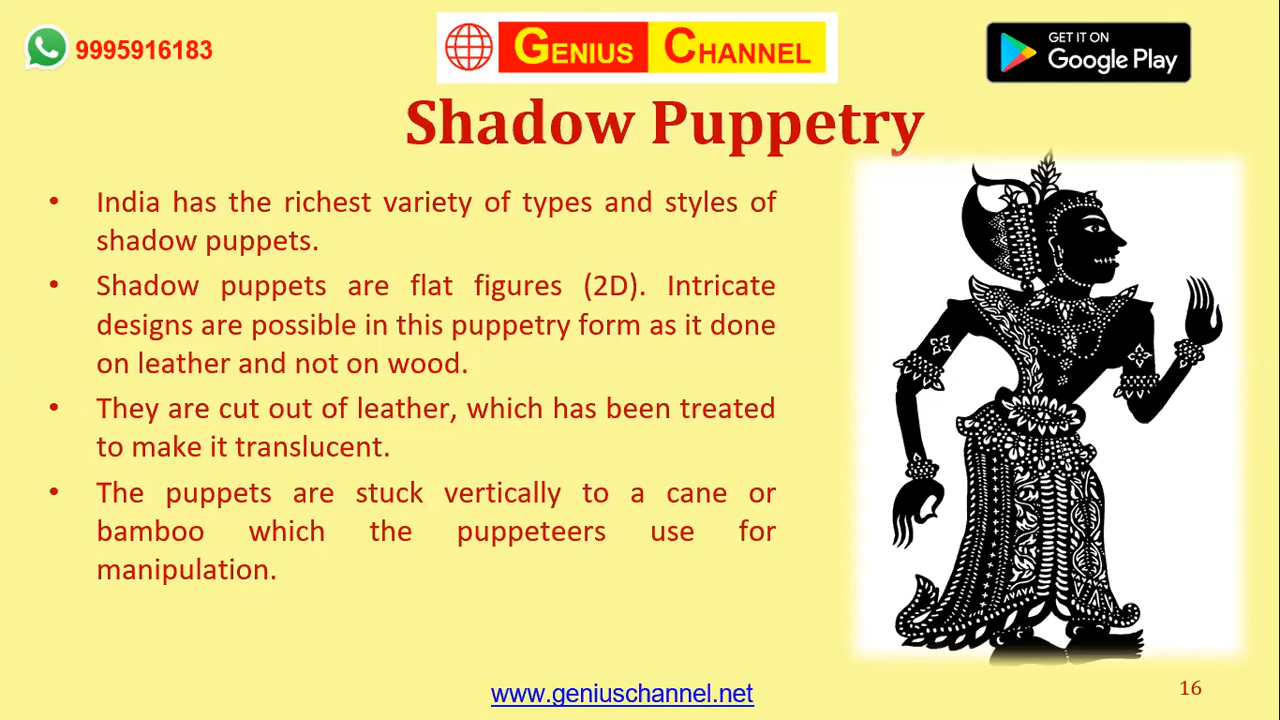 9995916183
GENIUS CHANNEL
GET IT ON
Google Play
Shadow Puppetry
• India has the richest variety of types and styles of
shadow puppets.
• Shadow puppets are flat figures (2D). Intricate
designs are possible in this puppetry form as it done
on leather and not on wood.
• They are cut out of leather, which has been treated
to make it translucent.
• The puppets are stuck vertically to a cane or
bamboo which the puppeteers use for
manipulation.
www.geniuschannel.net
16